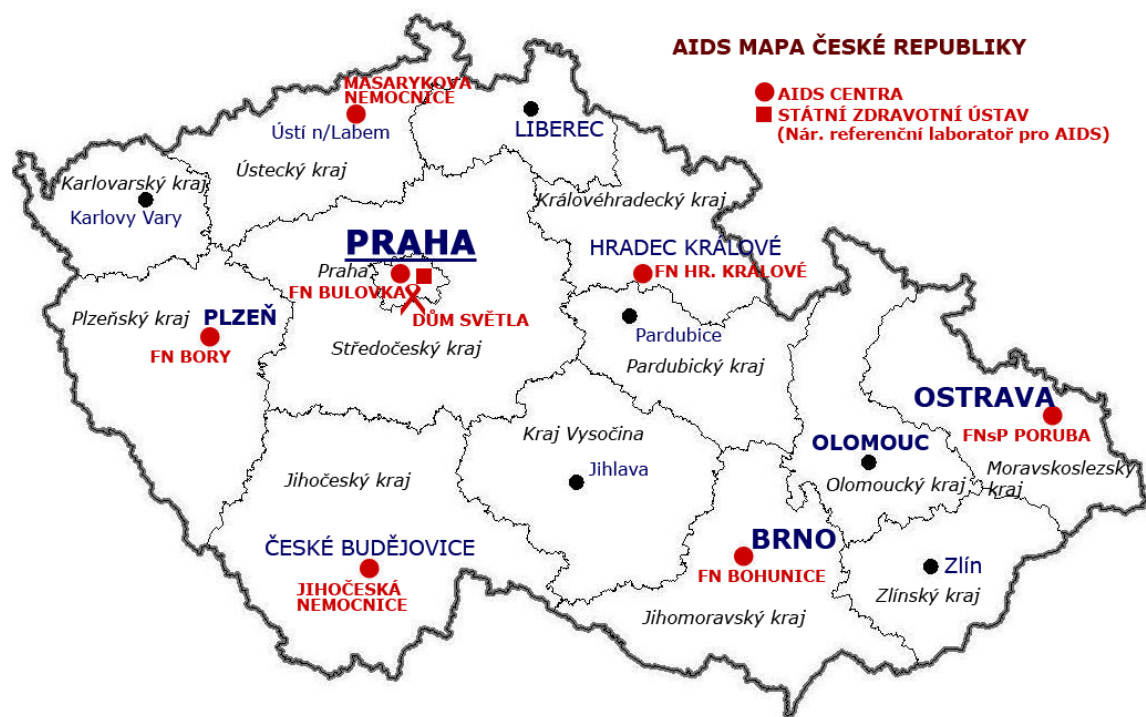 AIDS MAPA ČESKÉ REPUBLIKY
AIDS CENTRA
STÁTNÍ ZDRAVOTNÍ ÚSTAV
(Nár. referenční laboratoř pro AIDS)
MASARYKOVA
NEMOCNICE
Ústí n/Labem
Ústecký kraj
LIBEREC
Karlovarský kraj
Karlovy Vary
Královéhradecký kraj
HRADEC KRÁLOVÉ
FN HR. KRÁLOVÉ
PRAHA
Praha
FN BULOVKA
DŮM SVĚTLA
Středočeský kraj
Plzeňský kraj
PLZEŇ
FN BORY
Pardubice
Pardubický kraj
OSTRAVA
FNsP PORUBA
Moravskoslezský
kraj
OLOMOUC
Olomoucký kraj
Kraj Vysočina
Jihlava
Jihočeský kraj
ČESKÉ BUDĚJOVICE
JIHOČESKÁ
NEMOCNICE
BRNO
FN BOHUNICE
Jihomoravský kraj
Zlín
Zlínský kraj